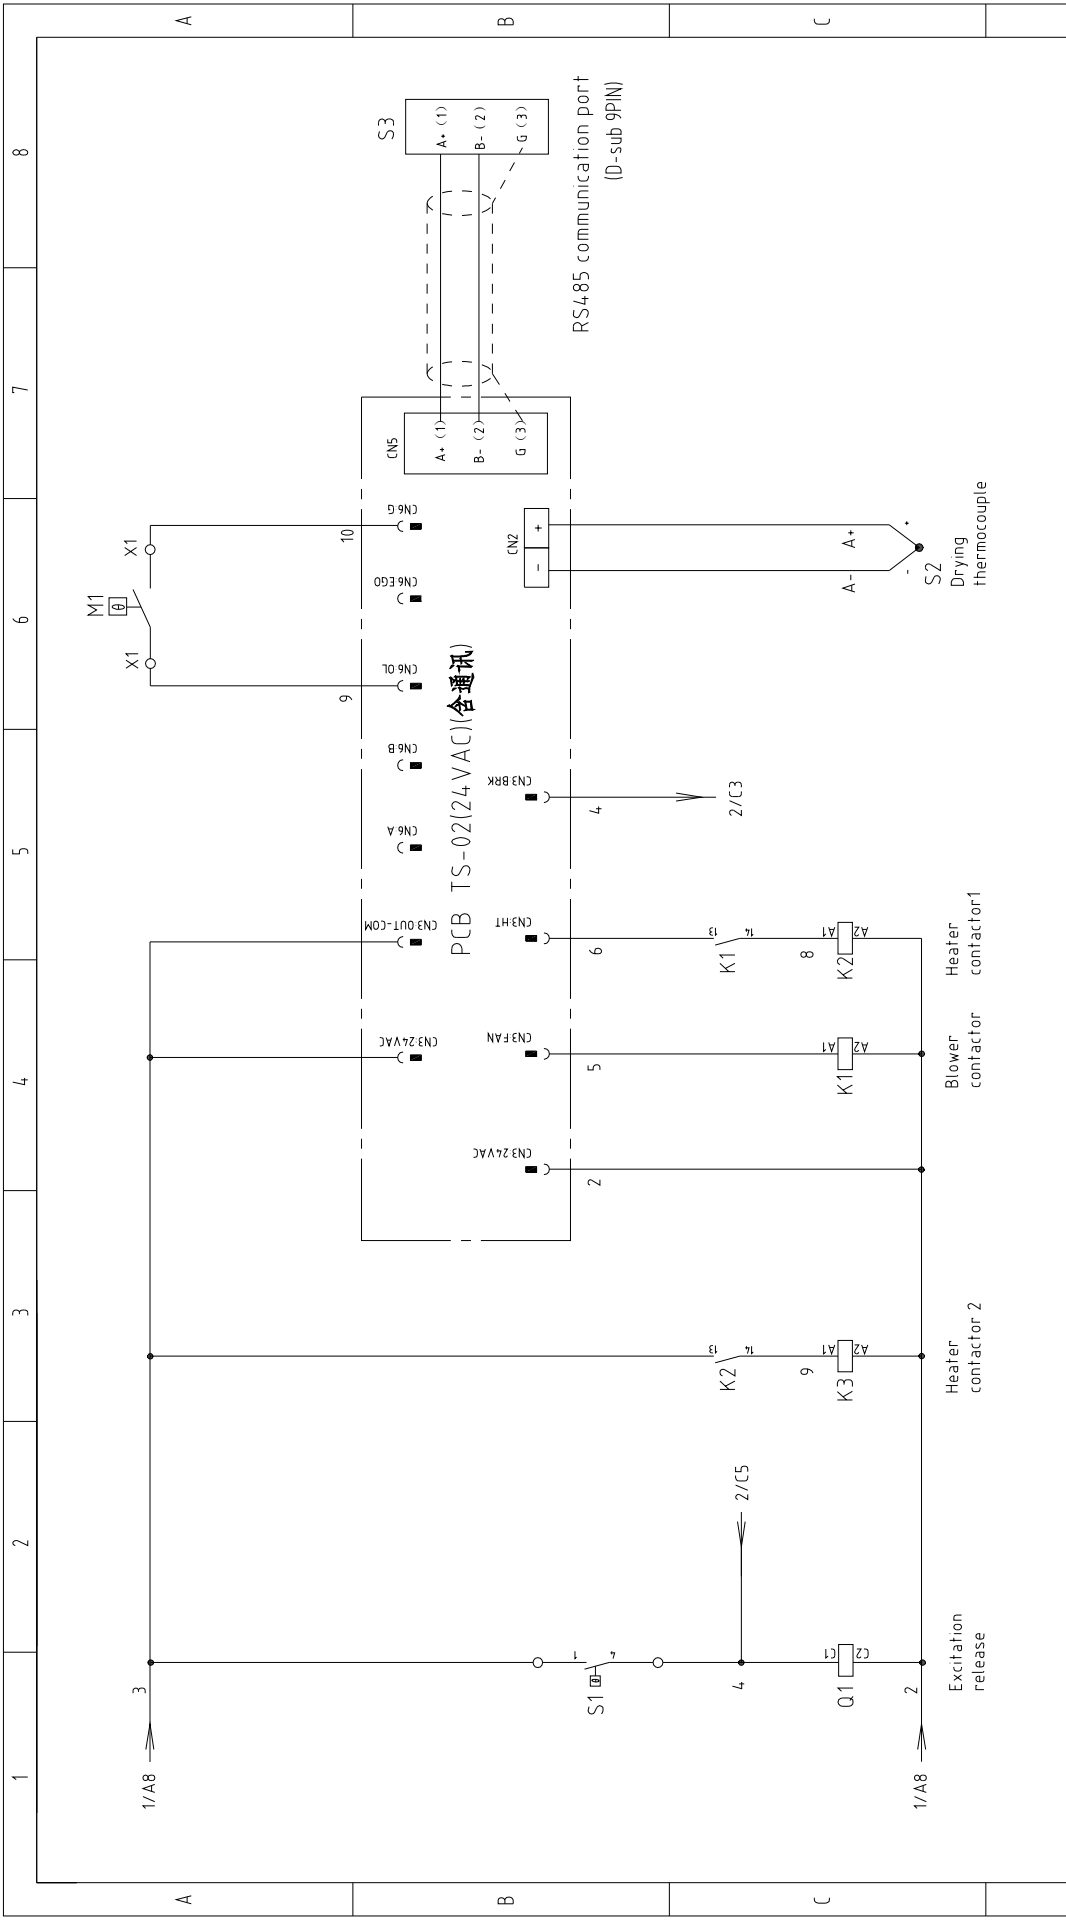 1
2
3
4
5
6
7
8
A
A
M1
θ
X1
X1
S3
A+ (1)
B- (2)
G (3)
RS485 communication port
(D-sub 9PIN)
1/A8
3
9
10
CN3:24VAC
CN3:OUT-COM
CN6:A
CN6:B
CN6:OL
CN6:EGO
CN6:G
CN5
A+ (1)
B- (2)
G (3)
B
B
PCB TS-02(24VAC)(含通讯)
CN3:24VAC
CN3:FAN
CN3:HT
CN3:BRK
CN2
-
+
2
5
6
4
S1
θ
1
4
4
2/C5
K2
13
14
9
K1
13
14
8
2/C3
A-
A+
-
+
C
C
Q1
C1
C2
K3
A1
A2
K1
A1
A2
K2
A1
A2
1/A8
2
S2
Drying
thermocouple
Excitation
release
Heater
contactor 2
Blower
contactor
Heater
contactor1